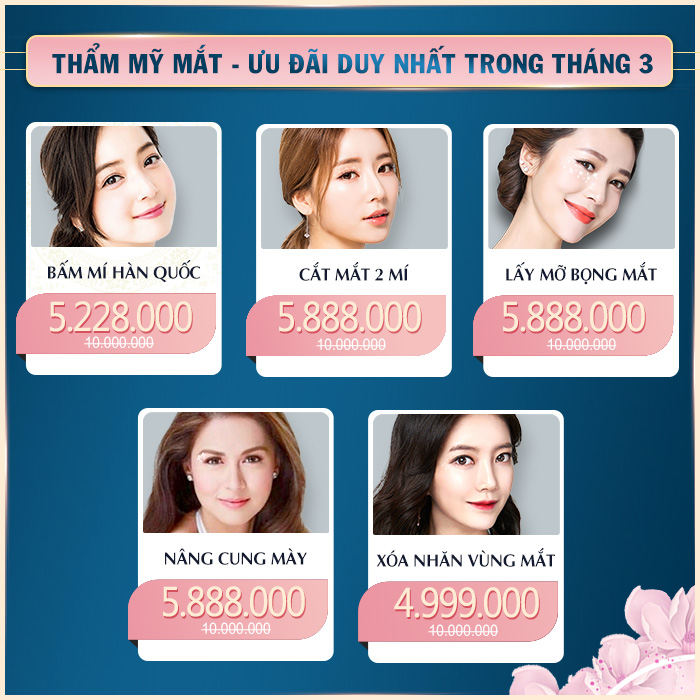 THẨM MỸ MẮT - ƯU ĐÃI DUY NHẤT TRONG THÁNG 3
BẤM MÍ HÀN QUỐC
5.228.000
10.000.000
CẮT MẮT 2 MÍ
5.888.000
10.000.000
LẤY MỠ BỌNG MẮT
5.888.000
10.000.000
NÂNG CUNG MÀY
5.888.000
10.000.000
XÓA NHĂN VÙNG MẮT
4.999.000
10.000.000